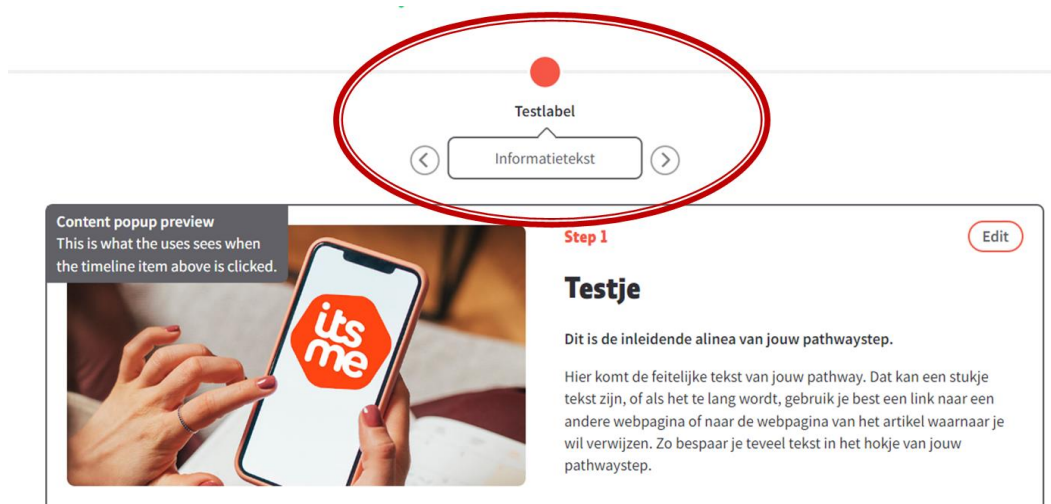 Testlabel
Informatietekst
Content popup preview
This is what the uses sees when
the timeline item above is clicked.
its
me
Step 1
Edit
Testje
Dit is de inleidende alinea van jouw pathwaystep.
Hier komt de feitelijke tekst van jouw pathway. Dat kan een stukje
tekst zijn, of als het te lang wordt, gebruik je best een link naar een
andere webpagina of naar de webpagina van het artikel waarnaar je
wil verwijzen. Zo bespaar je teveel tekst in het hokje van jouw
pathwaystep.